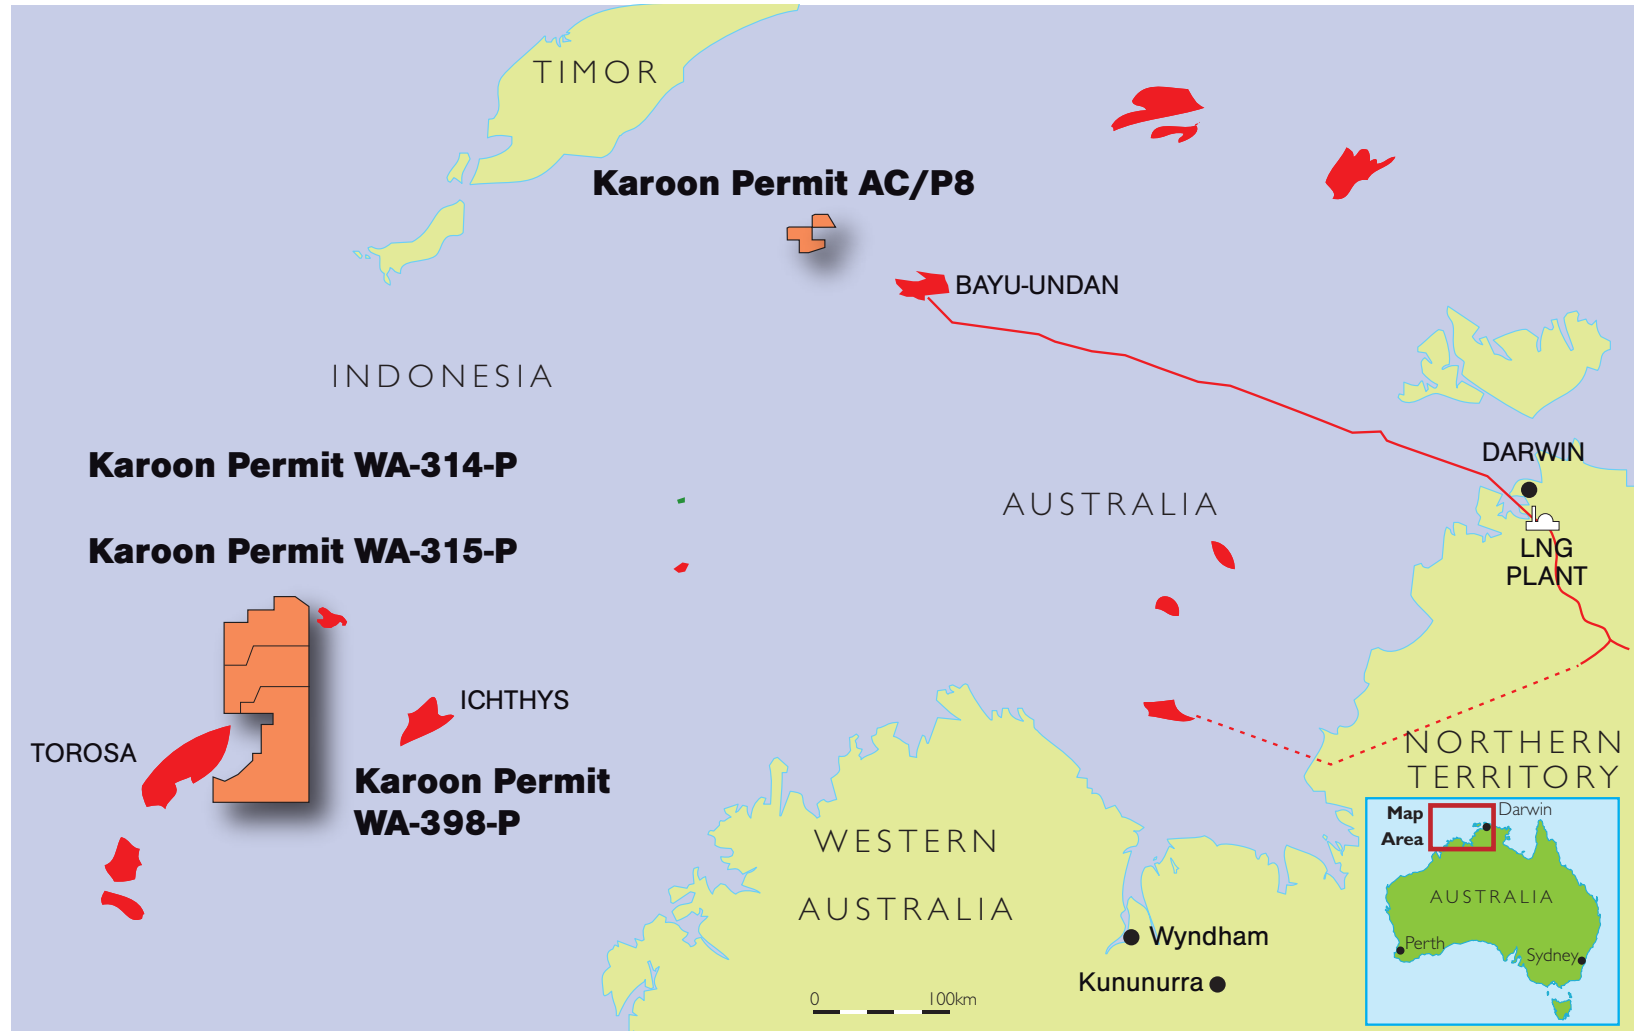 TIMOR
Karoon Permit AC/P8
BAYU-UNDAN
INDONESIA
Karoon Permit WA-314-P
DARWIN
AUSTRALIA
Karoon Permit WA-315-P
LNG
PLANT
ICHTHYS
TOROSA
NORTHERN
TERRITORY
Karoon Permit
WA-398-P
WESTERN
AUSTRALIA
Wyndham
Kununurra
0 100km
Map
Area
Darwin
AUSTRALIA
Perth
Sydney